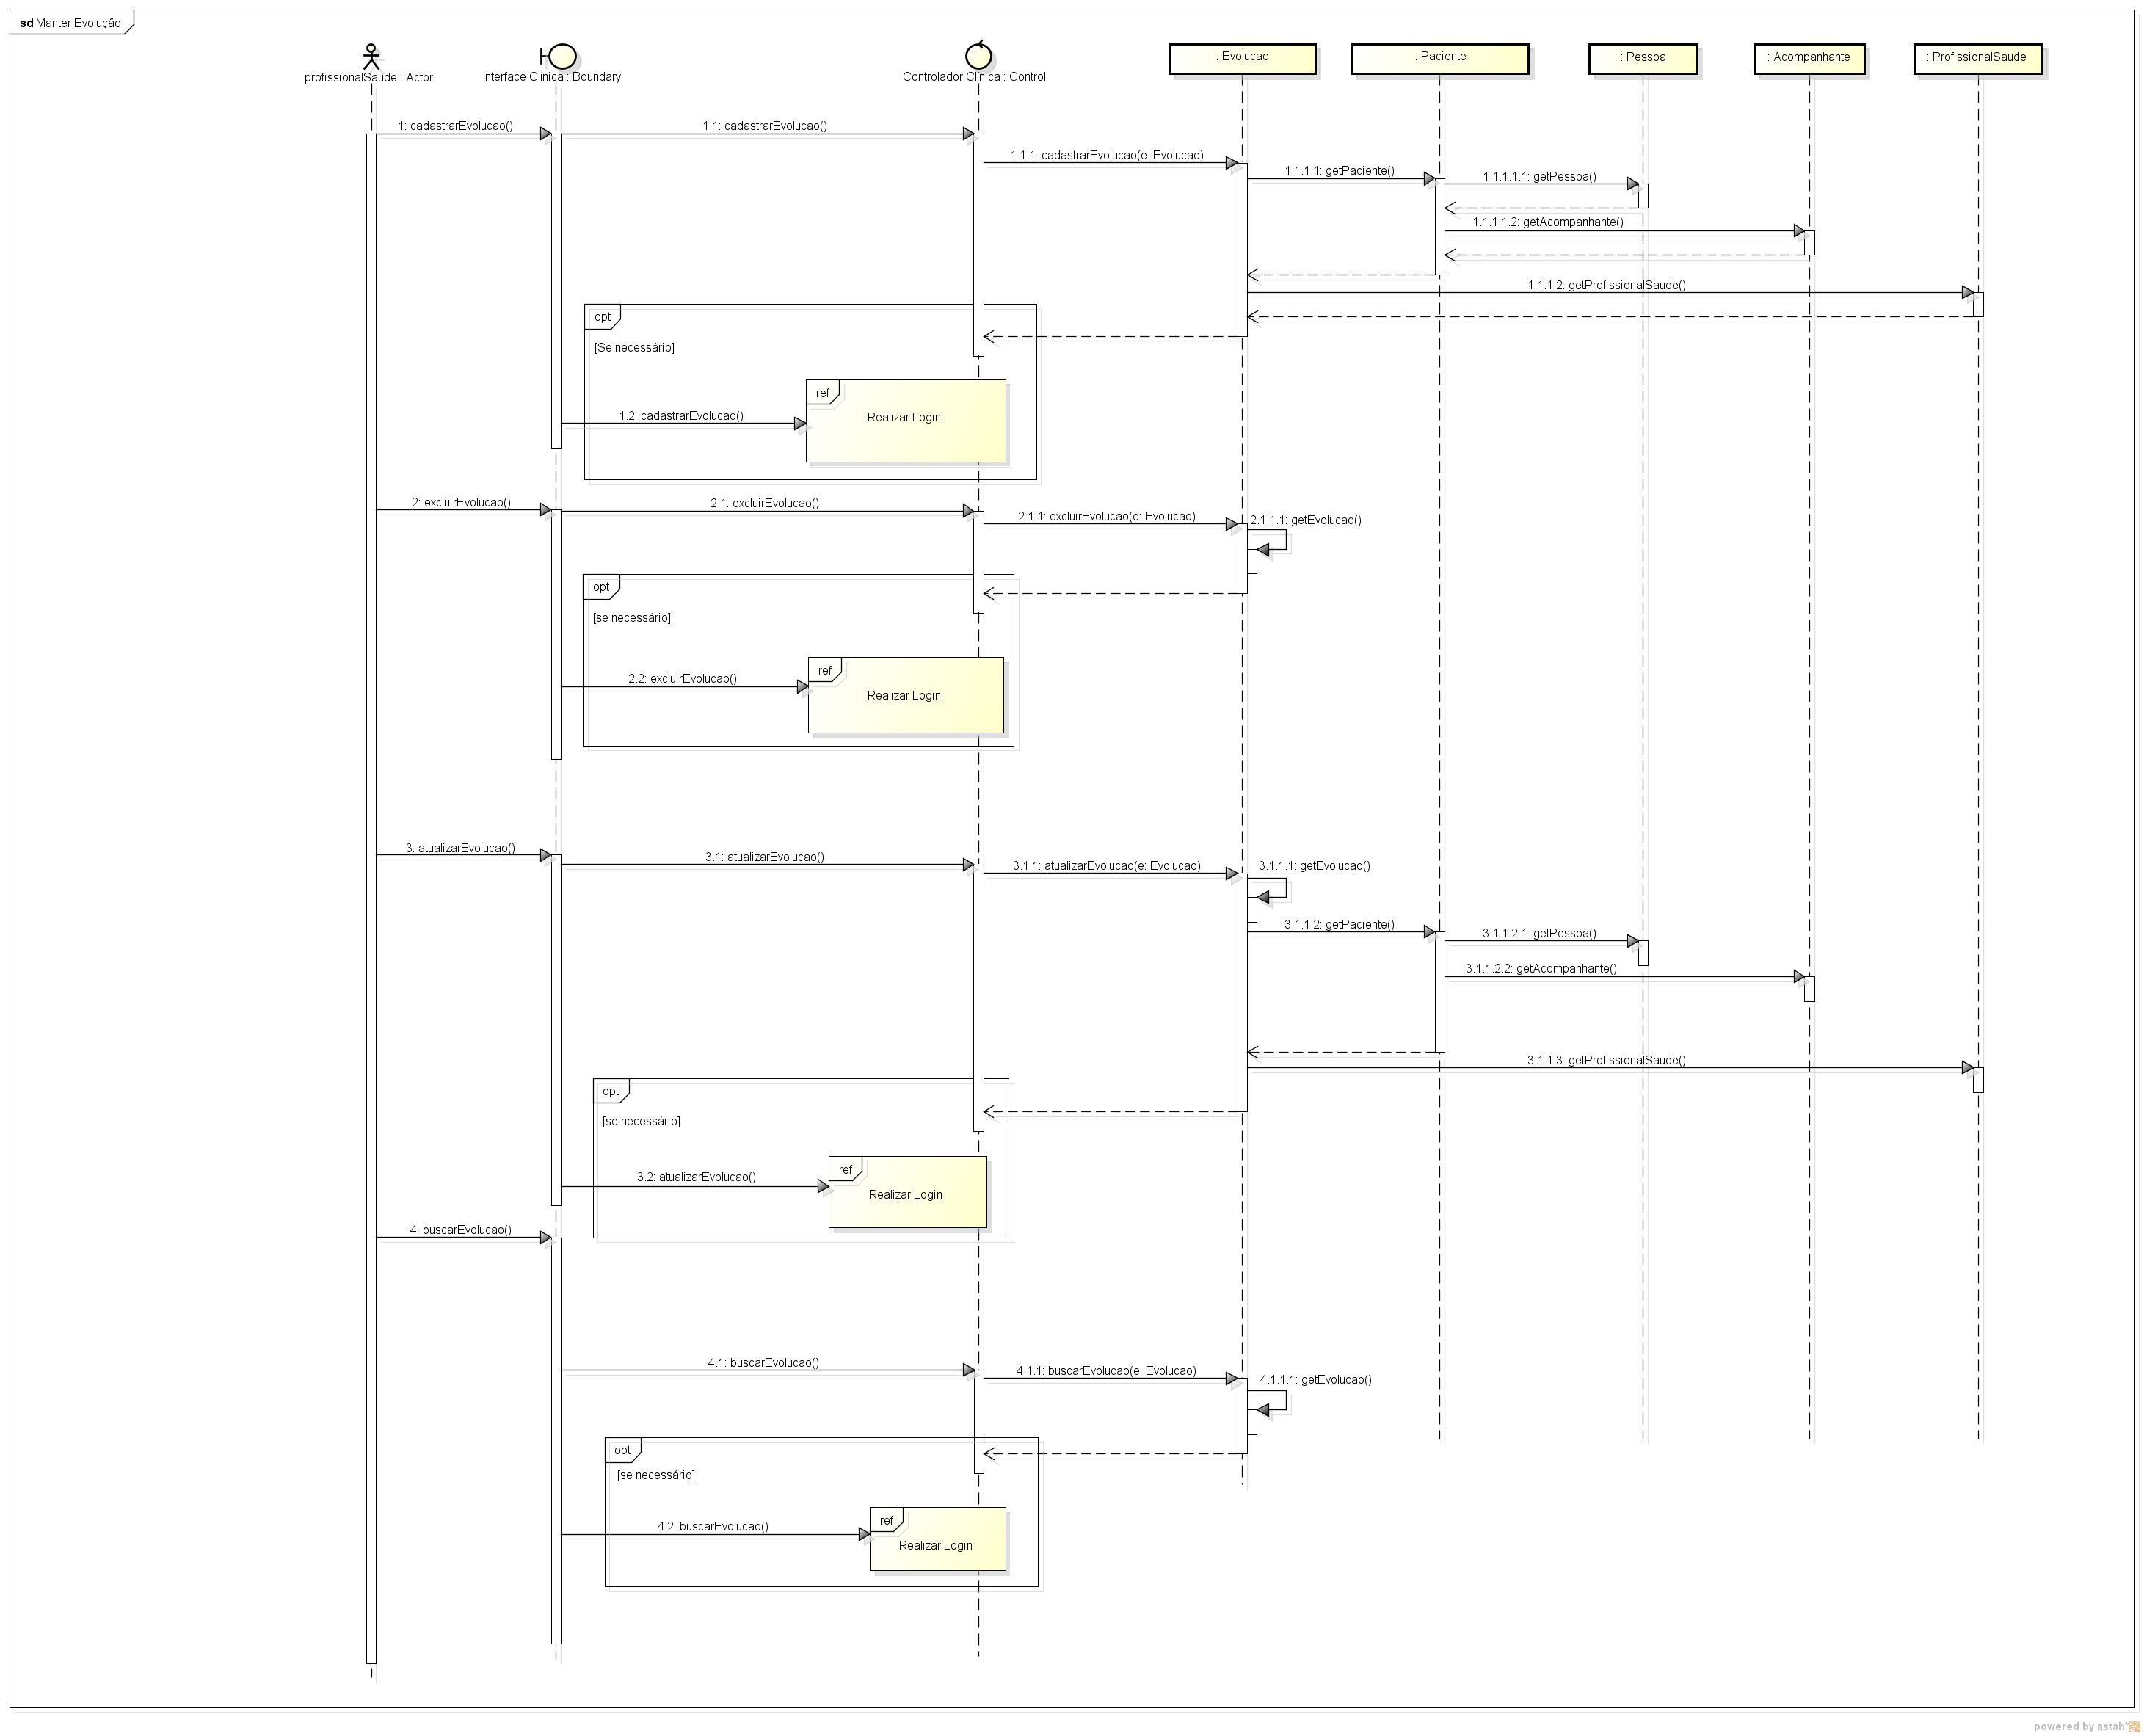 sd Manter Evolução
profissionalSaude : Actor
Interface Clínica : Boundary
Controlador Clínica : Control
: Evolucao
: Paciente
: Pessoa
: Acompanhante
: ProfissionalSaude
1: cadastrarEvolucao()
1.1: cadastrarEvolucao()
1.1.1: cadastrarEvolucao(e: Evolucao)
1.1.1.1: getPaciente()
1.1.1.1.1: getPessoa()
1.1.1.1.2: getAcompanhante()
1.1.1.2: getProfissionalSaude()
opt
[Se necessário]
ref
Realizar Login
1.2: cadastrarEvolucao()
2: excluirEvolucao()
2.1: excluirEvolucao()
2.1.1: excluirEvolucao(e: Evolucao)
2.1.1.1: getEvolucao()
opt
[se necessário]
ref
Realizar Login
2.2: excluirEvolucao()
3: atualizarEvolucao()
3.1: atualizarEvolucao()
3.1.1: atualizarEvolucao(e: Evolucao)
3.1.1.1: getEvolucao()
3.1.1.2: getPaciente()
3.1.1.2.1: getPessoa()
3.1.1.2.2: getAcompanhante()
3.1.1.3: getProfissionalSaude()
opt
[se necessário]
ref
Realizar Login
3.2: atualizarEvolucao()
4: buscarEvolucao()
4.1: buscarEvolucao()
4.1.1: buscarEvolucao(e: Evolucao)
4.1.1.1: getEvolucao()
opt
[se necessário]
ref
Realizar Login
4.2: buscarEvolucao()
powered by astah*